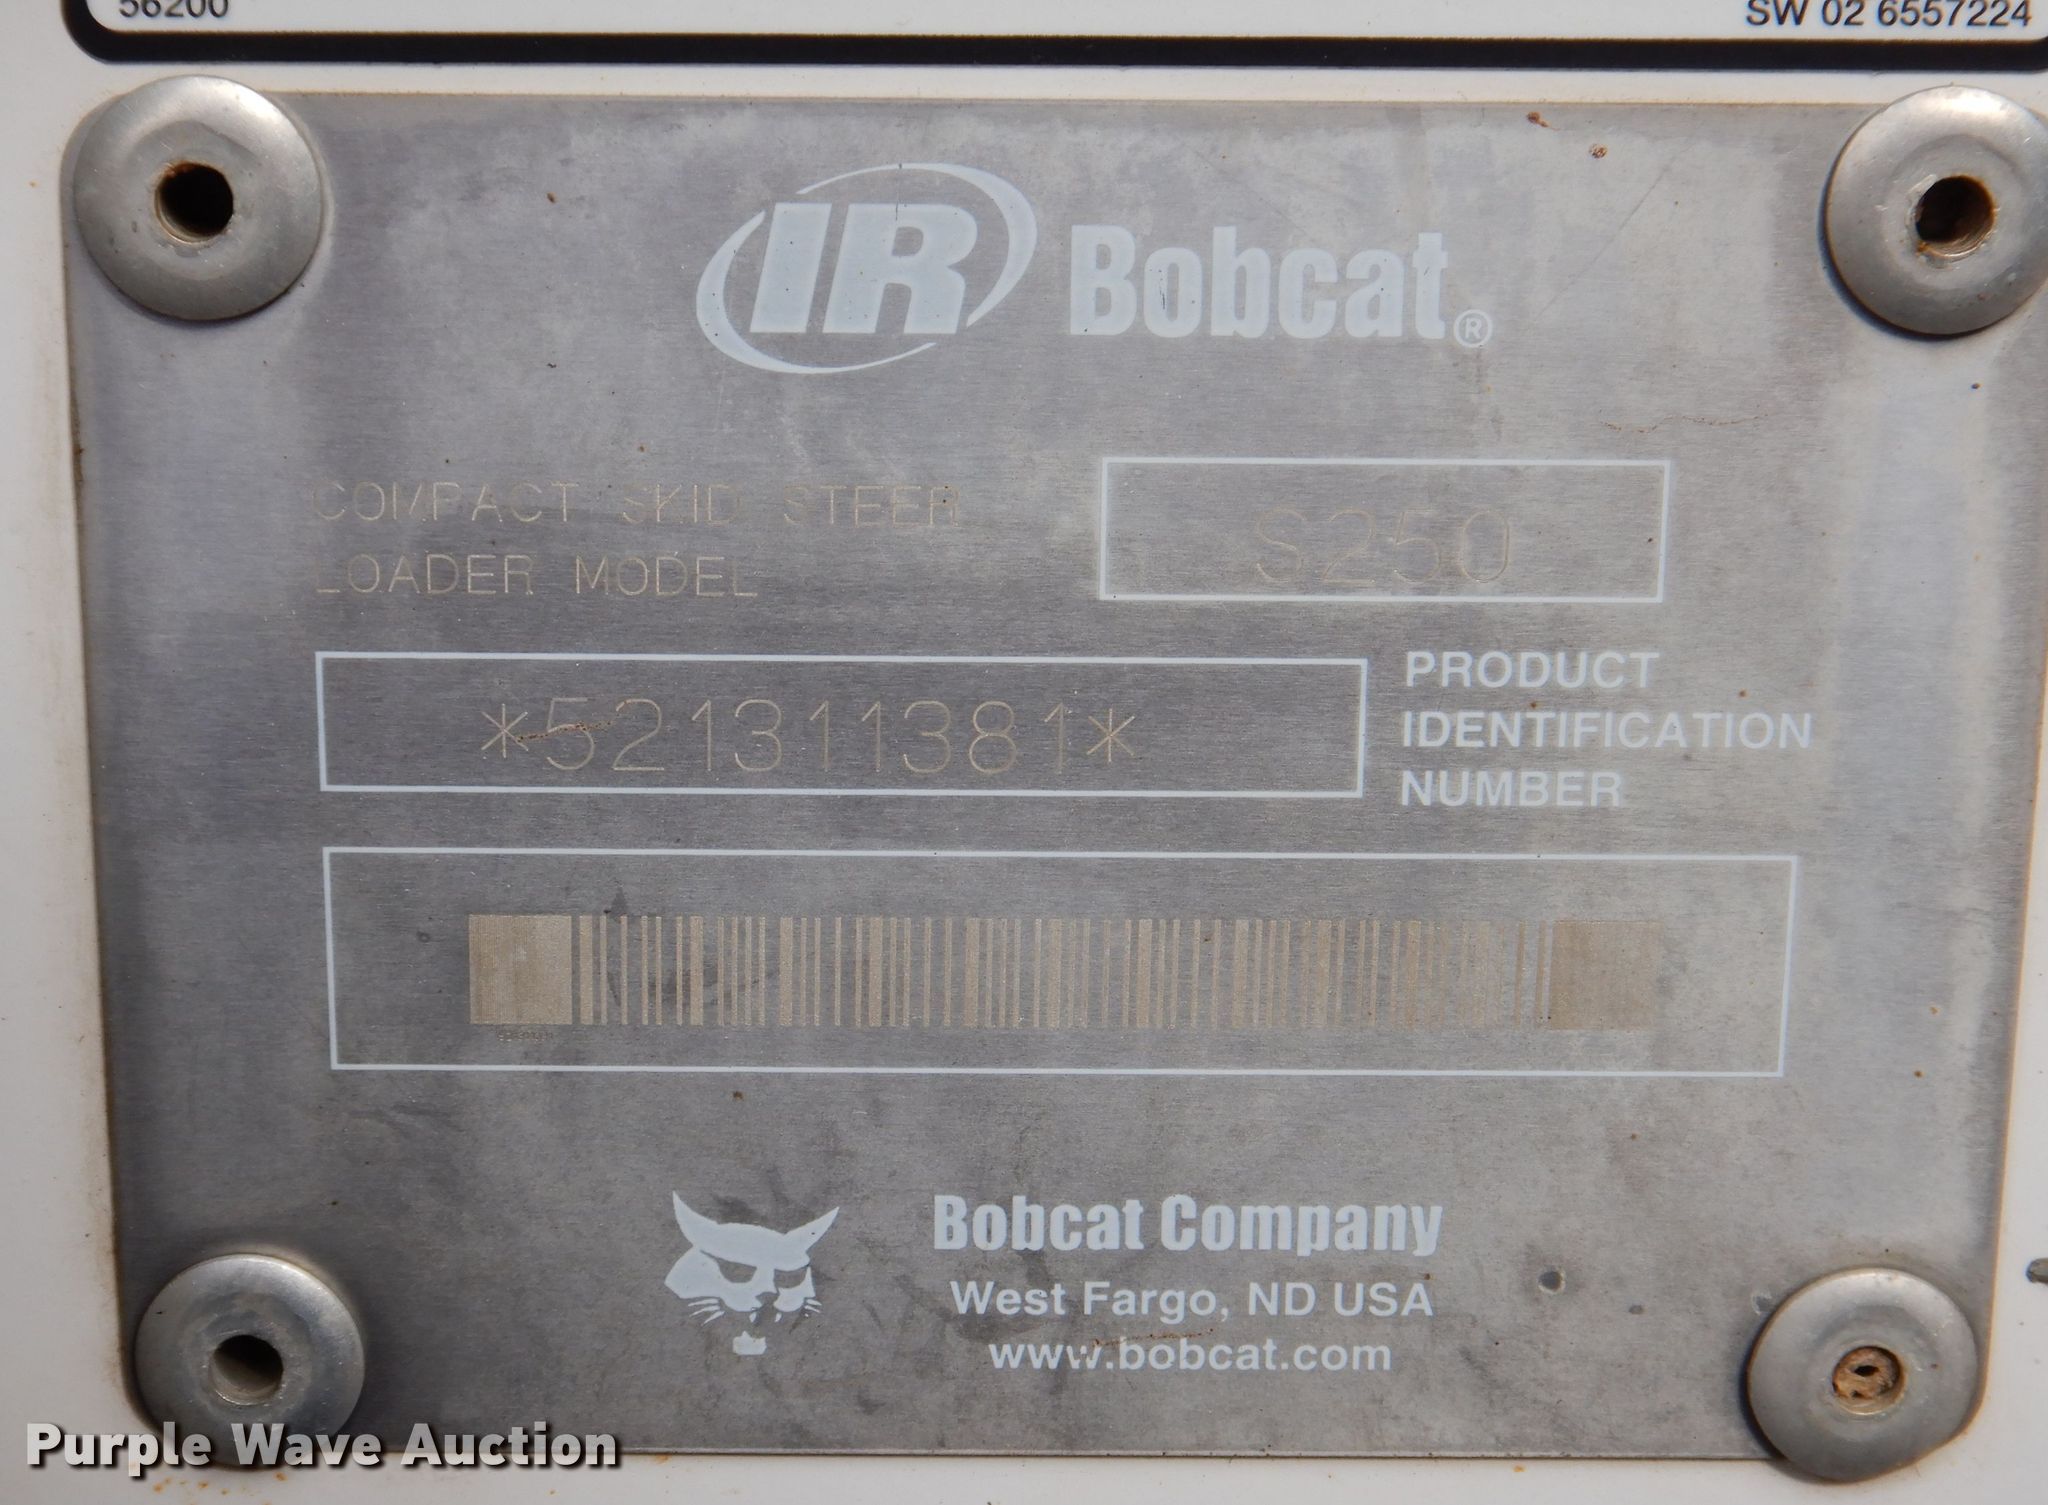 56200
SW 02 6557224
IR Bobcat®
COMPACT SKID STEER
LOADER MODEL
S250
*521311381*
PRODUCT
IDENTIFICATION
NUMBER
Bobcat Company
West Fargo, ND USA
www.bobcat.com
Purple Wave Auction